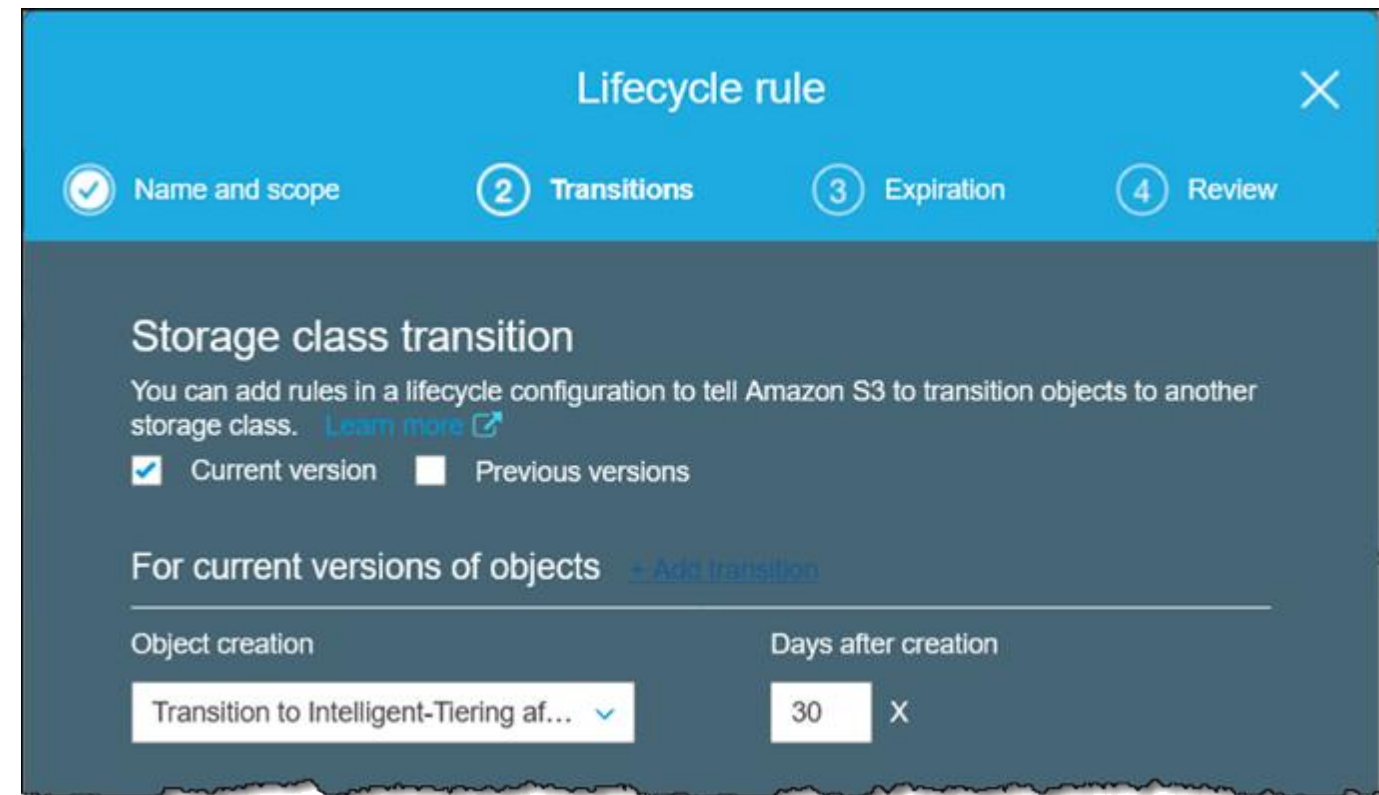 Lifecycle rule
Name and scope
2 Transitions
3 Expiration
4 Review
Storage class transition
You can add rules in a lifecycle configuration to tell Amazon S3 to transition objects to another
storage class. Learn more
Current version Previous versions
For current versions of objects + Add transition
Object creation Days after creation
Transition to Intelligent-Tiering af... 30 X